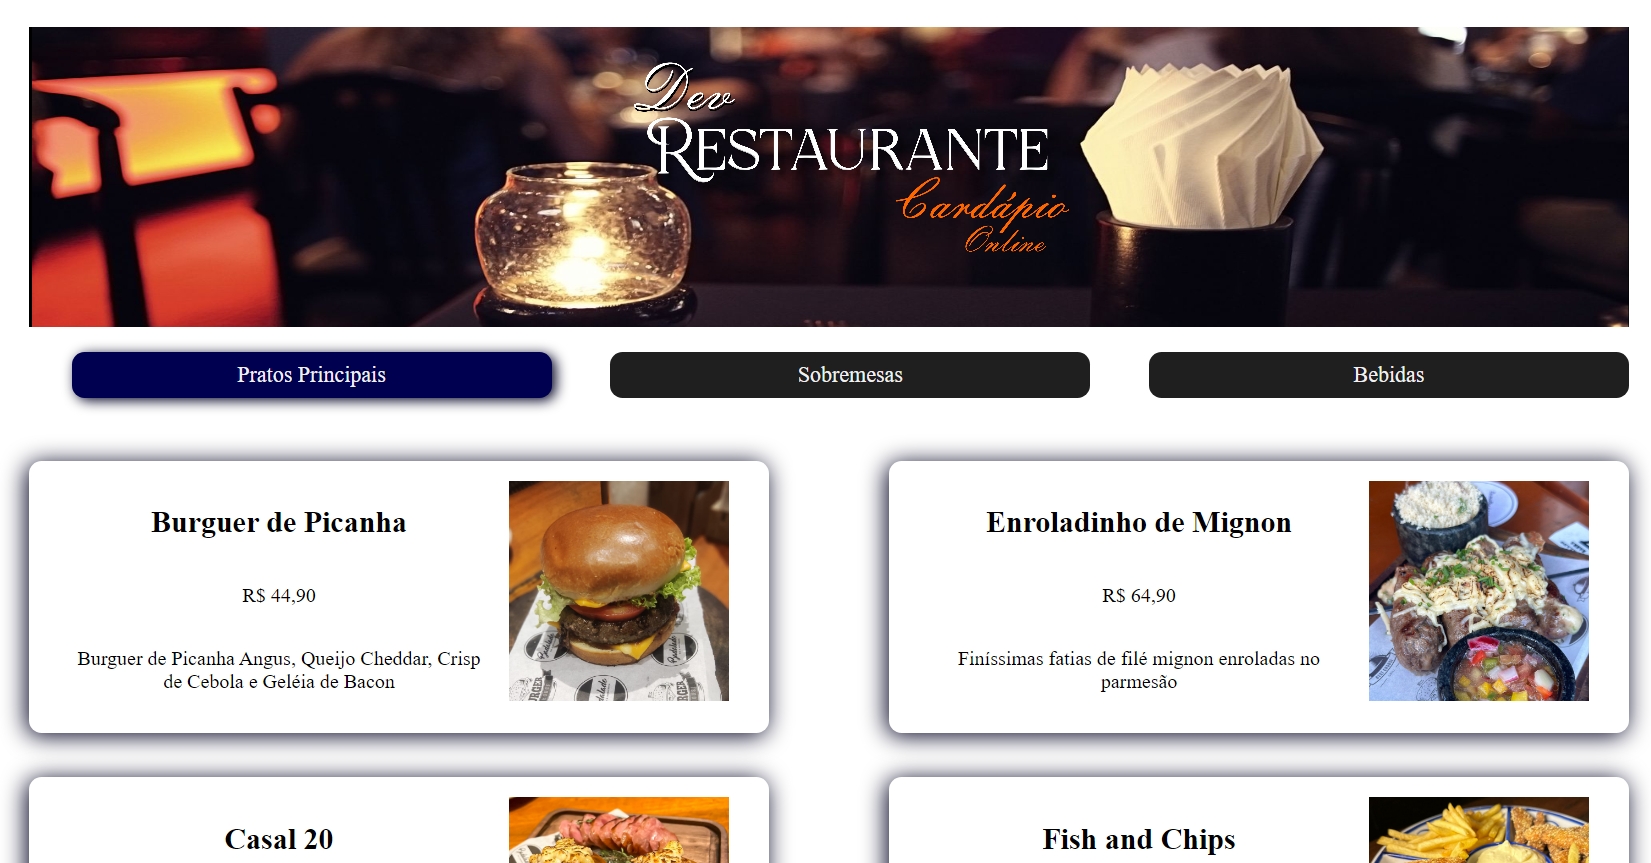 Dev
RESTAURANTE
Cardápio
Online
Pratos Principais
Sobremesas
Bebidas
Burguer de Picanha
R$ 44,90
Burguer de Picanha Angus, Queijo Cheddar, Crisp
de Cebola e Geléia de Bacon
Enroladinho de Mignon
R$ 64,90
Finíssimas fatias de filé mignon enroladas no
parmesão
Casal 20
Fish and Chips